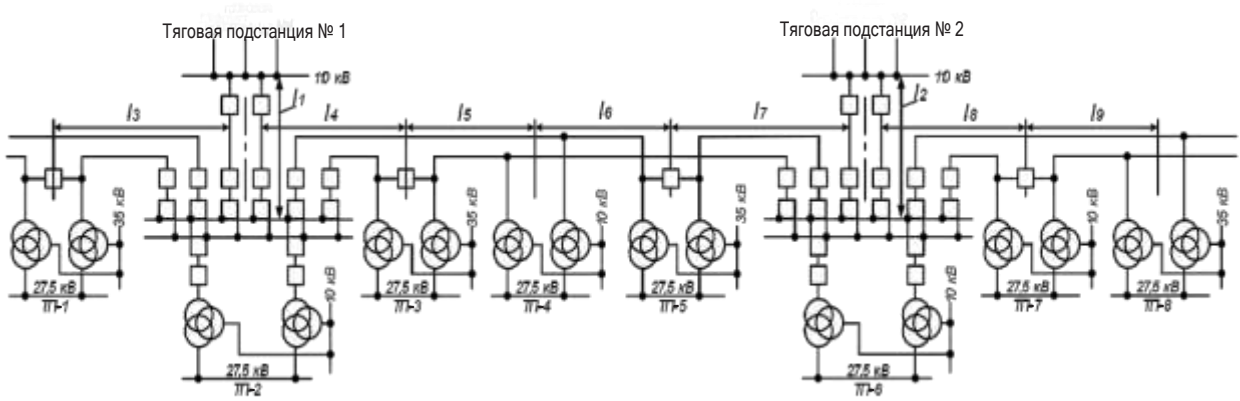 Тяговая подстанция № 1
Тяговая подстанция № 2
10 кВ
10 кВ
l1
l2
l3
l4
l5
l6
l7
l8
l9
35 кВ
35 кВ
10 кВ
35 кВ
10 кВ
35 кВ
27,5 кВ
ТП-1
27,5 кВ
ТП-3
27,5 кВ
ТП-4
27,5 кВ
ТП-5
27,5 кВ
ТП-7
27,5 кВ
ТП-8
10 кВ
10 кВ
27,5 кВ
ТП-2
27,5 кВ
ТП-6